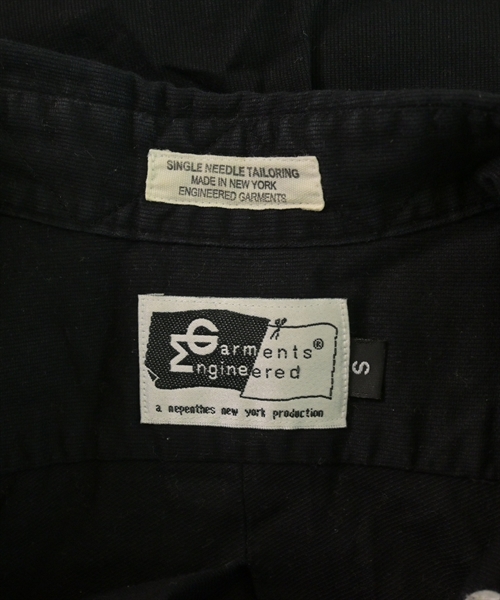 SINGLE NEEDLE TAILORING
MADE IN NEW YORK
ENGINEERED GARMENTS
Garments®
Engineered
a nepenthes new york production
S